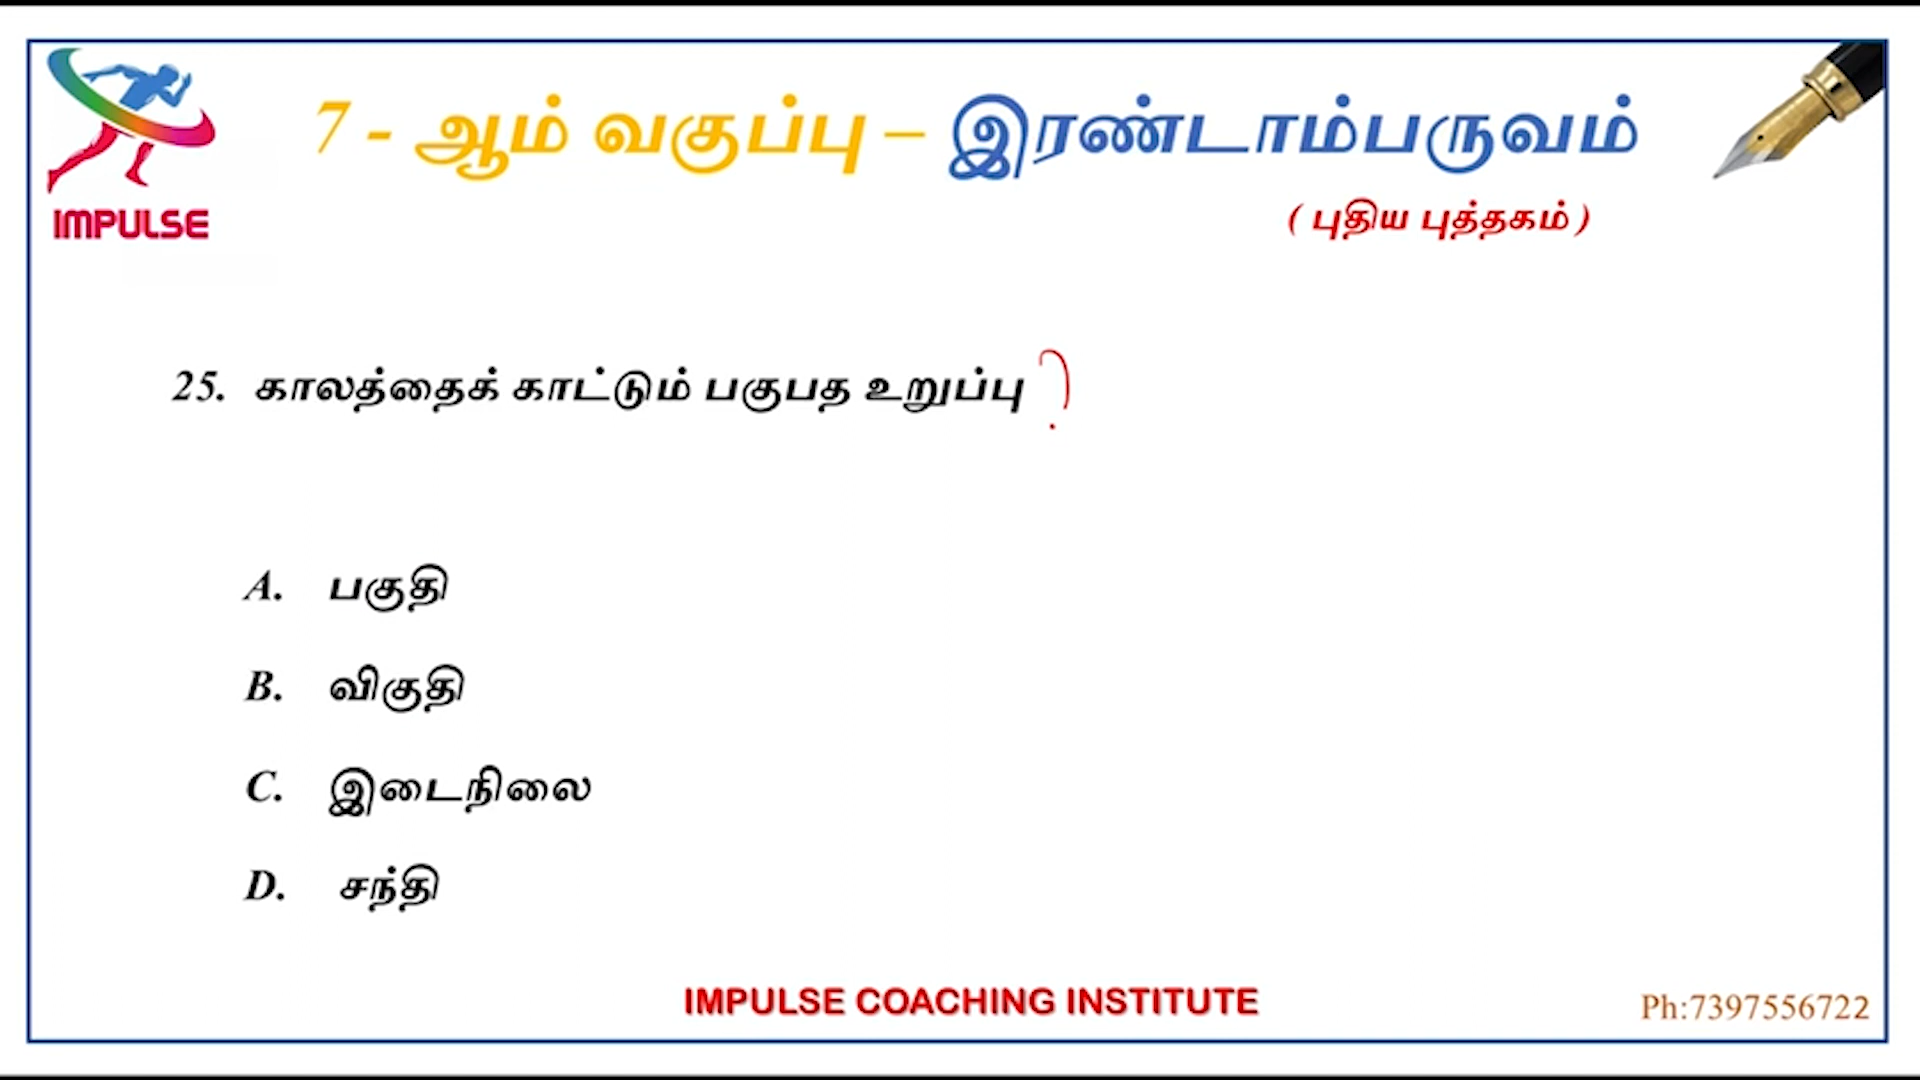 7 - ஆம் வகுப்பு – இரண்டாம்பருவம்
( புதிய புத்தகம் )
IMPULSE
25. காலத்தைக் காட்டும் பகுபத உறுப்பு ?
A. பகுதி
B. விகுதி
C. இடைநிலை
D. சந்தி
IMPULSE COACHING INSTITUTE
Ph:7397556722